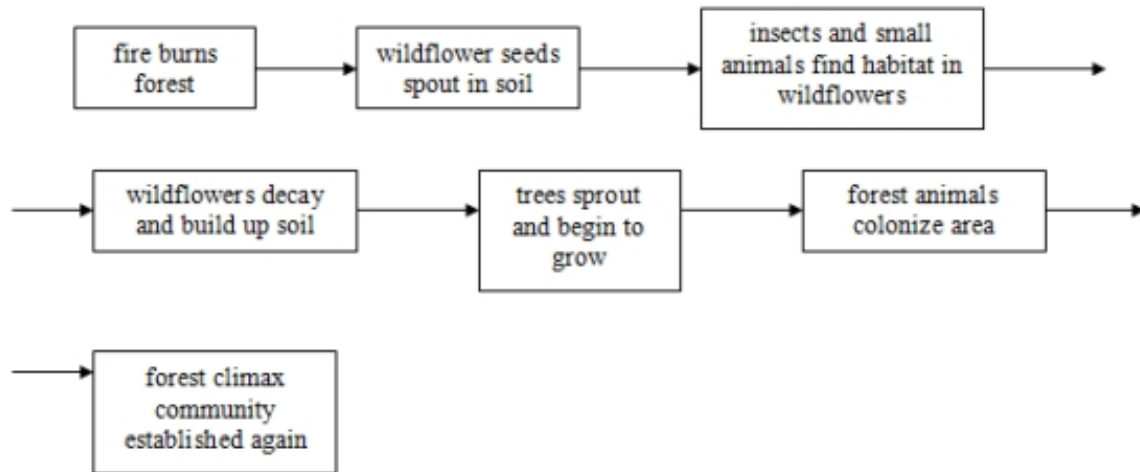 fire burns
forest
wildflower seeds
spout in soil
insects and small
animals find habitat in
wildflowers
wildflowers decay
and build up soil
trees sprout
and begin to
grow
forest animals
colonize area
forest climax
community
established again